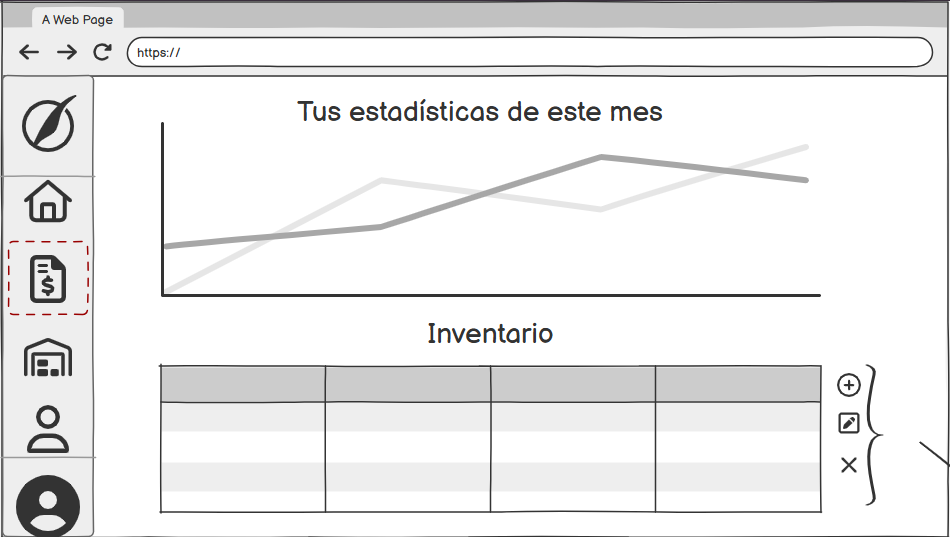 A Web Page
https://
Tus estadísticas de este mes
$
Inventario